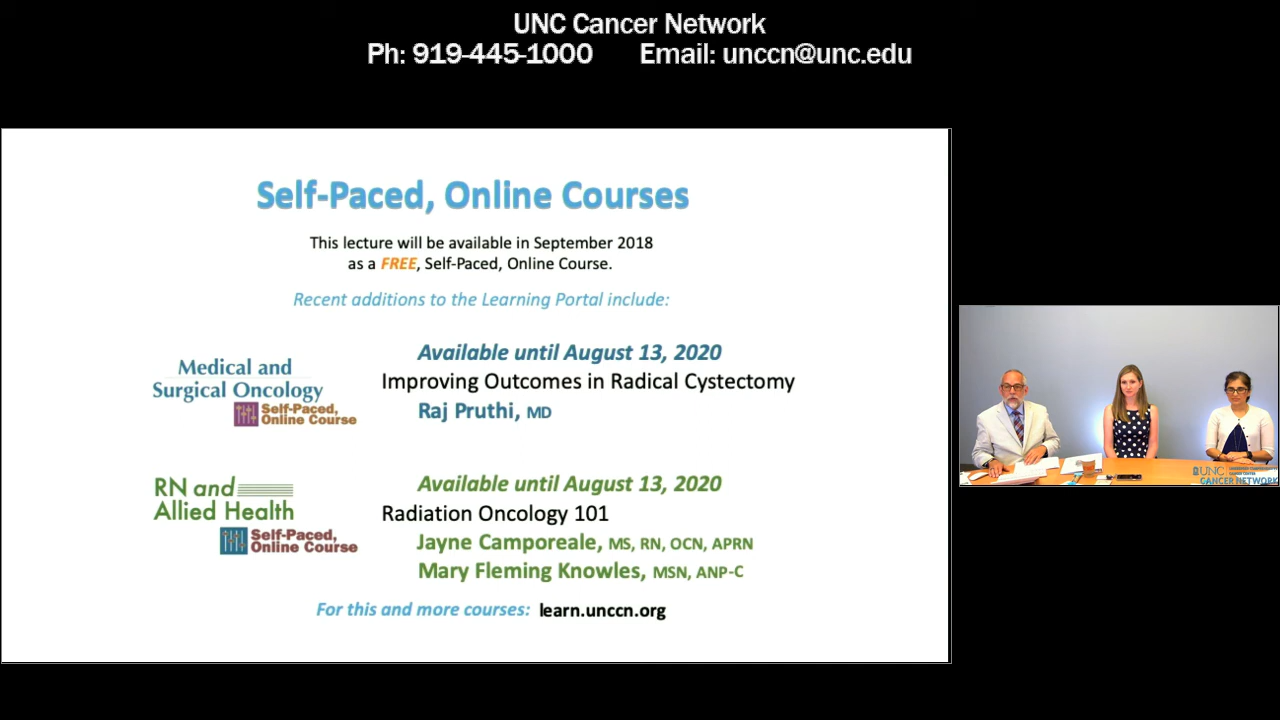 UNC Cancer Network
Ph: 919-445-1000 Email: unccn@unc.edu
Self-Paced, Online Courses
This lecture will be available in September 2018
as a FREE, Self-Paced, Online Course.
Recent additions to the Learning Portal include:
Medical and
Surgical Oncology
Self-Paced,
Online Course
Available until August 13, 2020
Improving Outcomes in Radical Cystectomy
Raj Pruthi, MD
RN and
Allied Health
Self-Paced,
Online Course
Available until August 13, 2020
Radiation Oncology 101
Jayne Camporeale, MS, RN, OCN, APRN
Mary Fleming Knowles, MSN, ANP-C
For this and more courses: learn.unccn.org
UNC
CANCER NETWORK